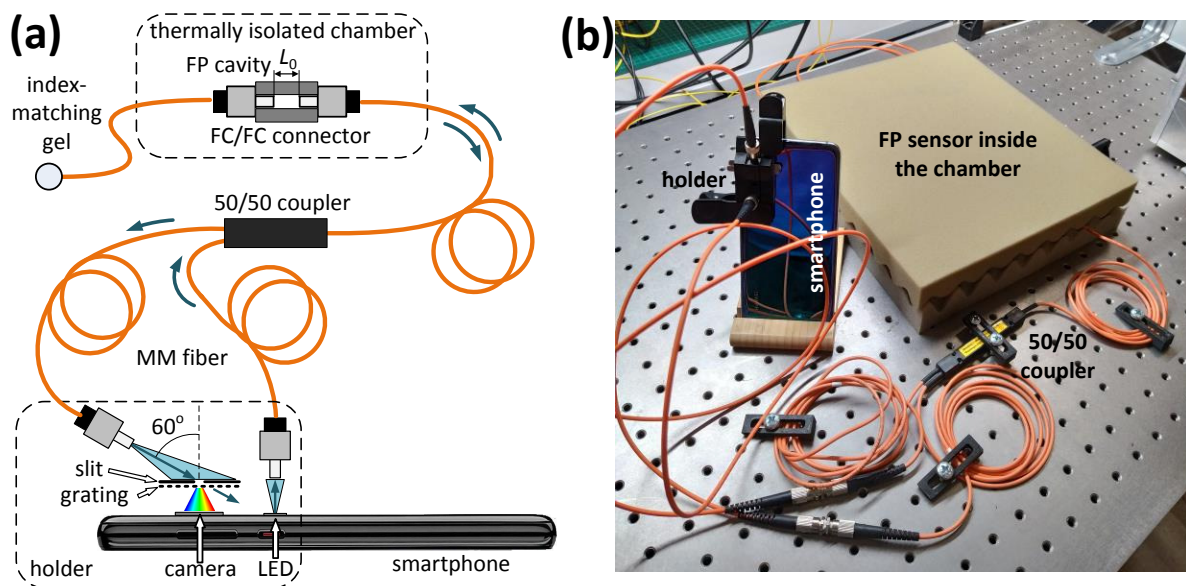 (a)
thermally isolated chamber
FP cavity
L0
index-
matching
gel
FC/FC connector
50/50 coupler
MM fiber
60o
slit
grating
holder
camera
LED
smartphone
(b)
FP sensor inside
the chamber
holder
smartphone
50/50
coupler